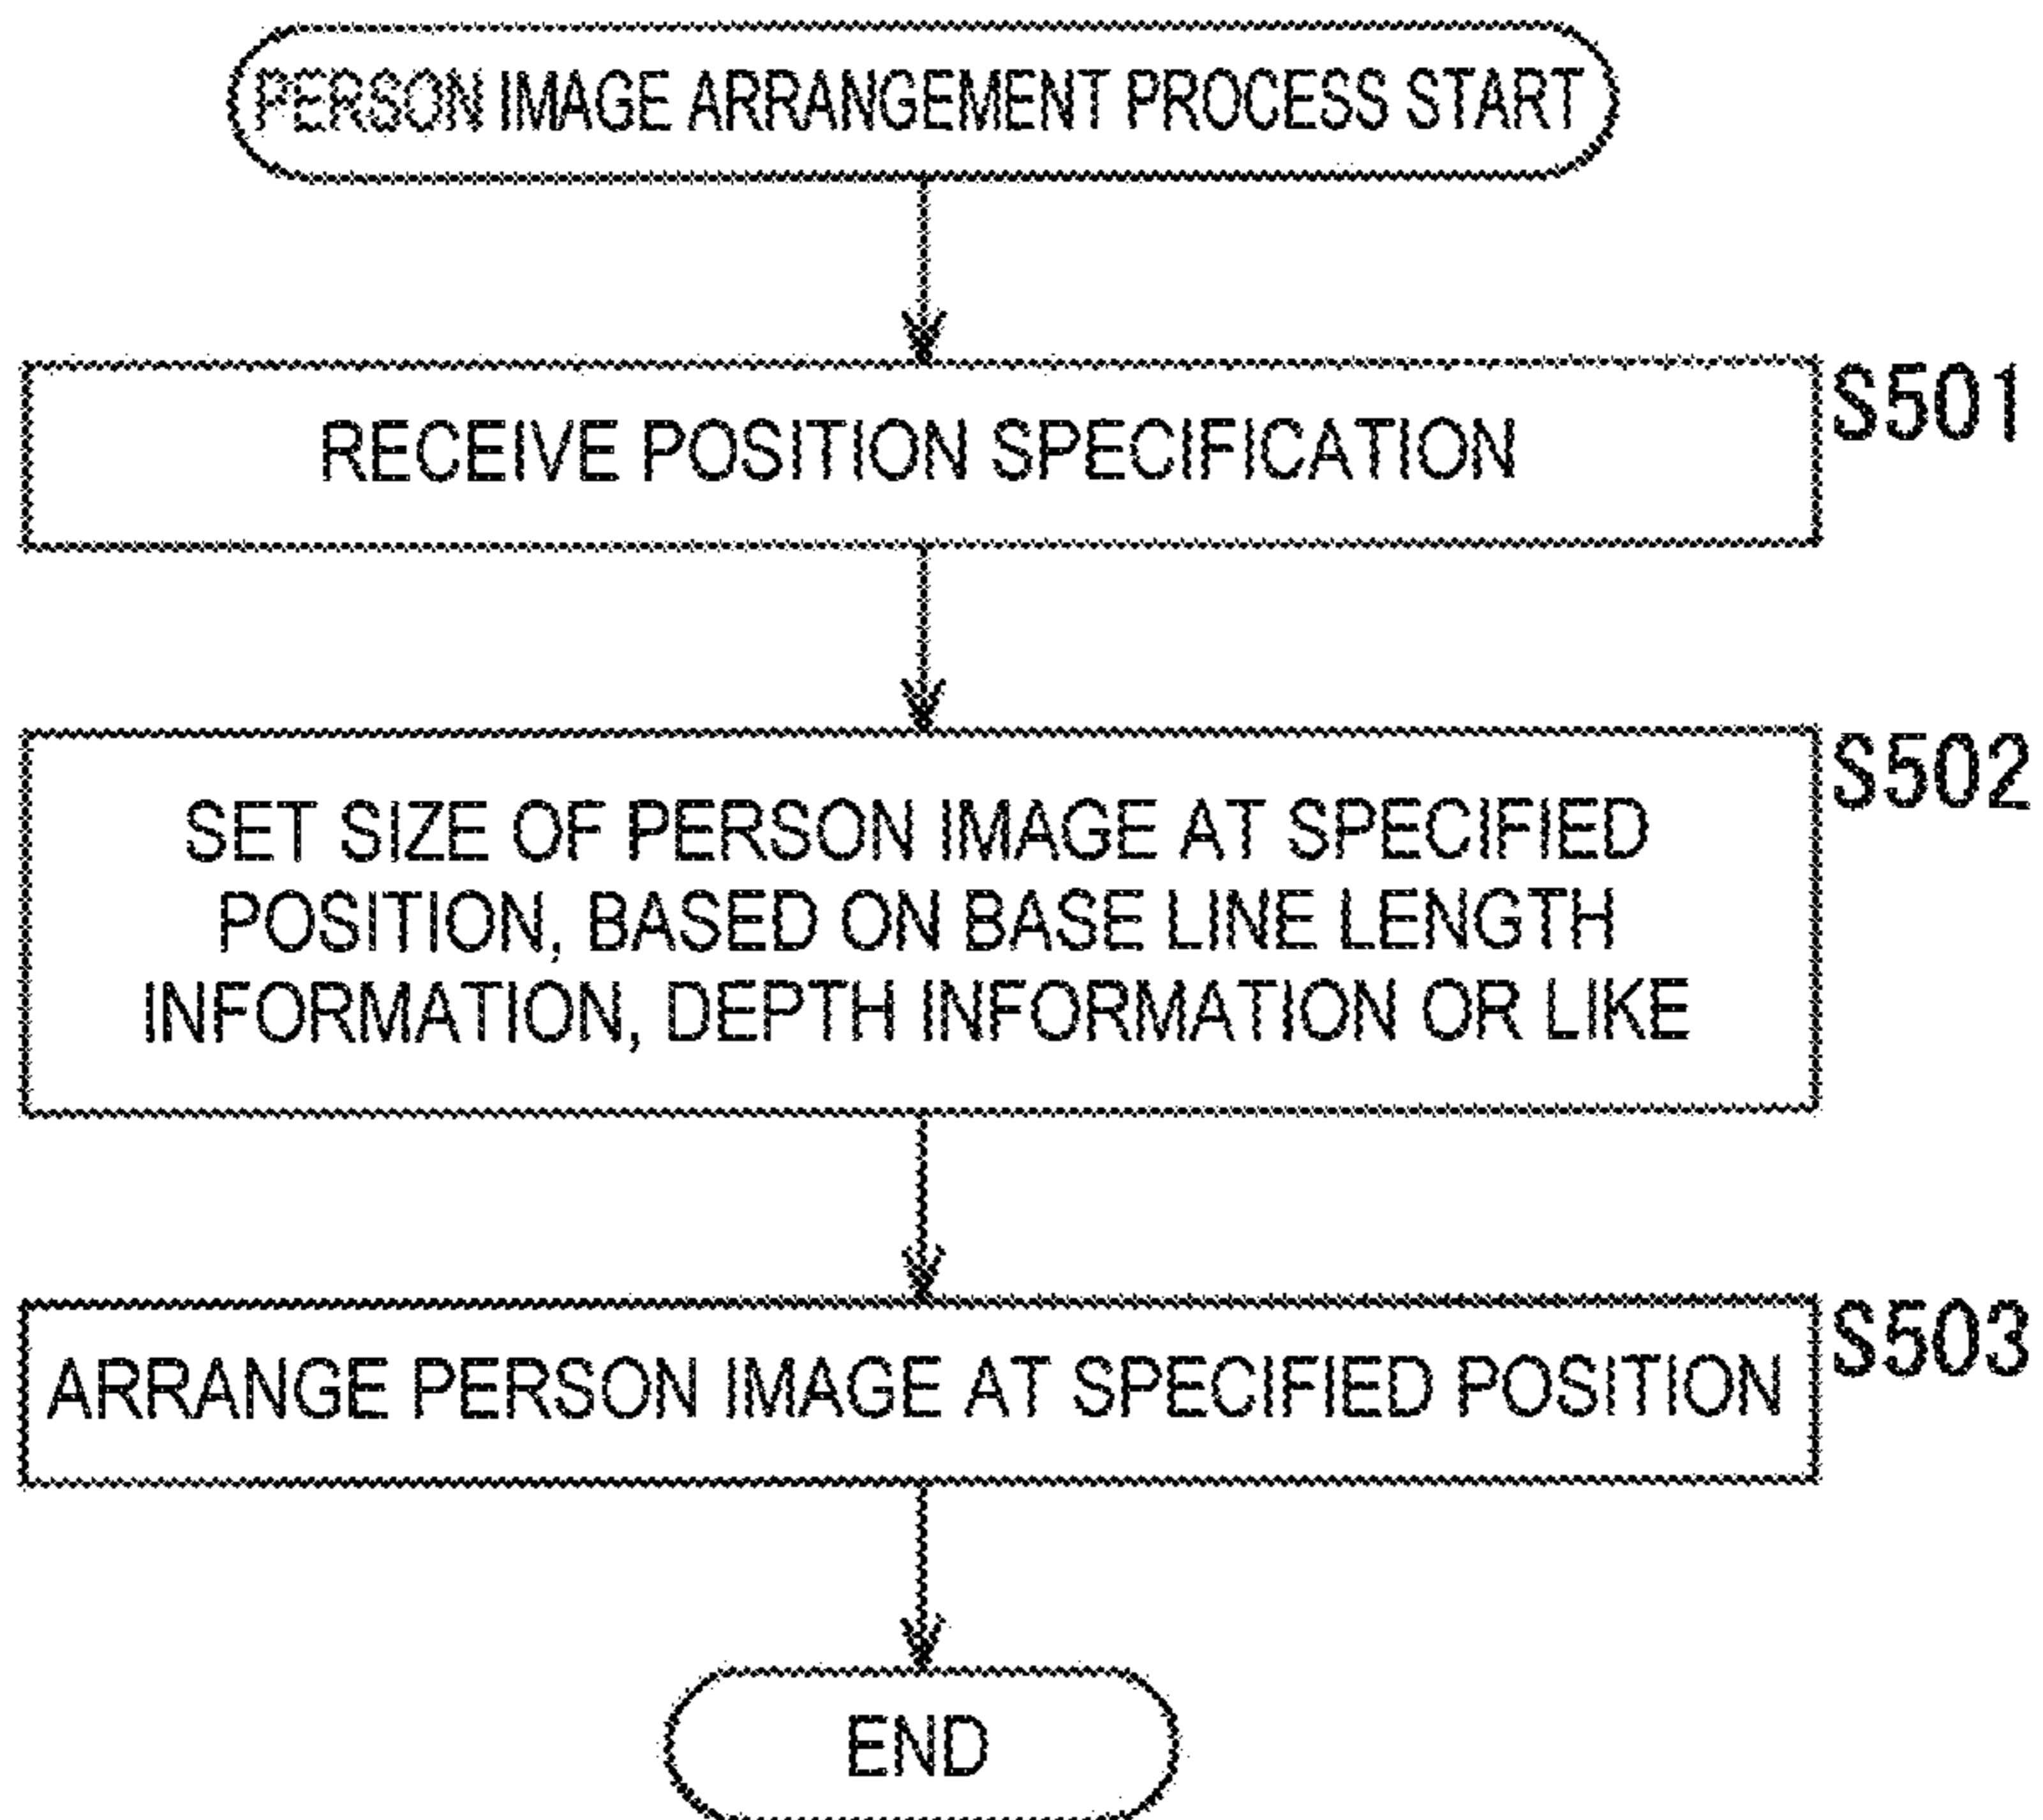 PERSON IMAGE ARRANGEMENT PROCESS START
RECEIVE POSITION SPECIFICATION
S501
SET SIZE OF PERSON IMAGE AT SPECIFIED
POSITION, BASED ON BASE LINE LENGTH
INFORMATION, DEPTH INFORMATION OR LIKE
S502
ARRANGE PERSON IMAGE AT SPECIFIED POSITION
S503
END